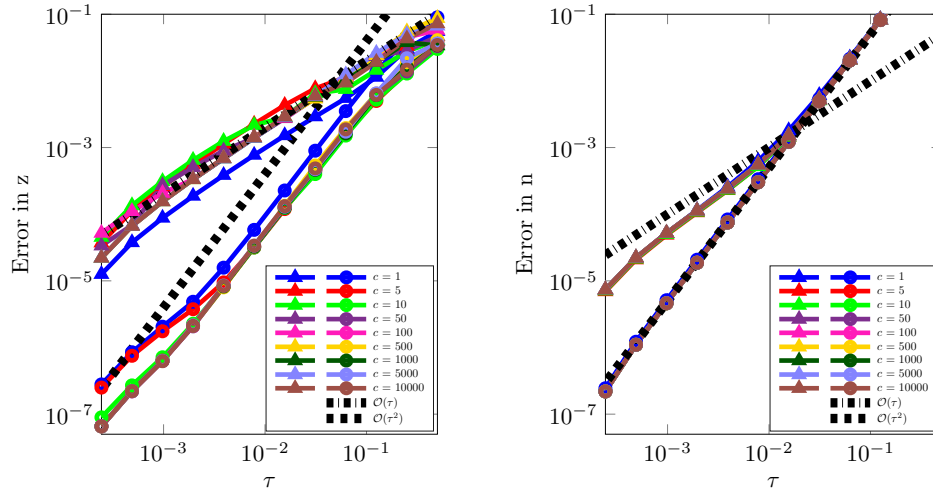 Error in z
10⁻¹
10⁻³
10⁻⁵
10⁻⁷
10⁻³
10⁻²
10⁻¹
τ
c = 1
c = 5
c = 10
c = 50
c = 100
c = 500
c = 1000
c = 5000
c = 10000
𝒪(τ)
𝒪(τ²)
Error in n
10⁻¹
10⁻³
10⁻⁵
10⁻⁷
10⁻³
10⁻²
10⁻¹
τ
c = 1
c = 5
c = 10
c = 50
c = 100
c = 500
c = 1000
c = 5000
c = 10000
𝒪(τ)
𝒪(τ²)